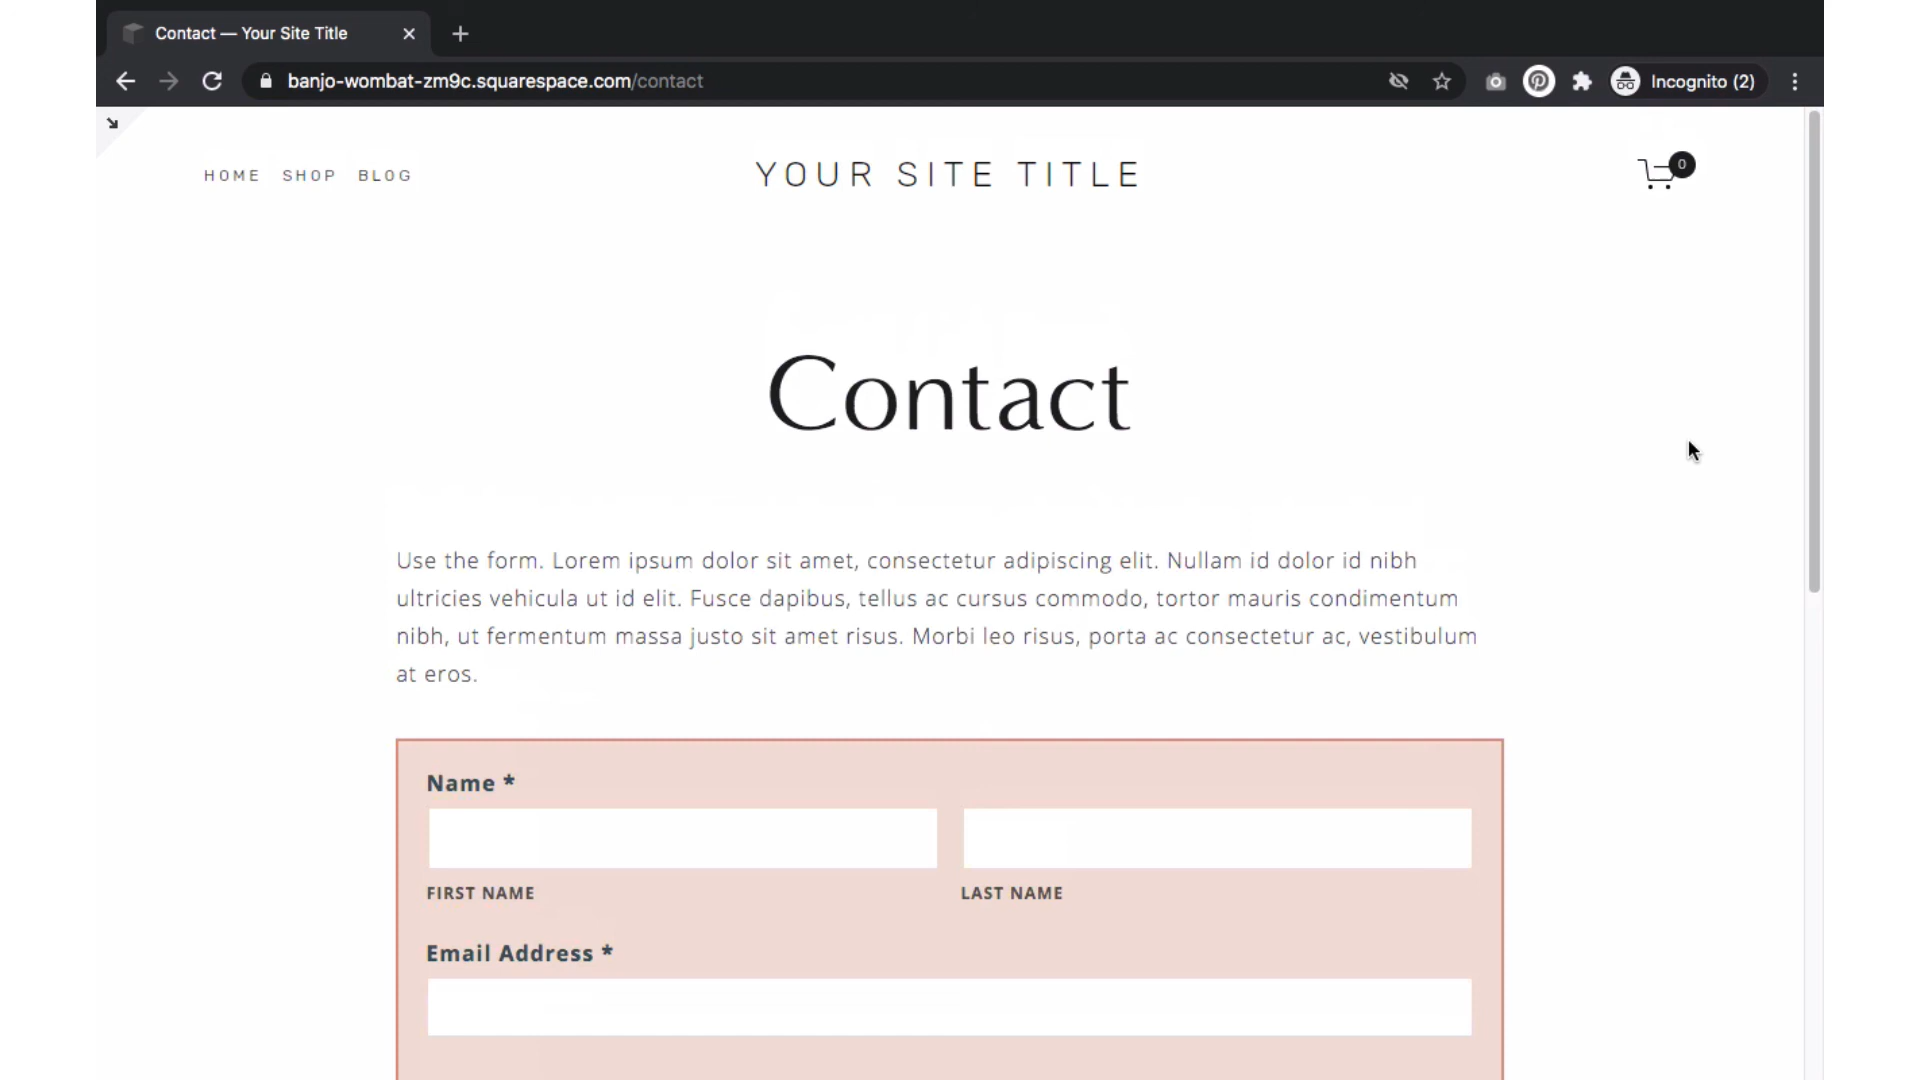 Contact — Your Site Title
banjo-wombat-zm9c.squarespace.com/contact
Incognito (2)
HOME SHOP BLOG
YOUR SITE TITLE
0
Contact
Use the form. Lorem ipsum dolor sit amet, consectetur adipiscing elit. Nullam id dolor id nibh
ultricies vehicula ut id elit. Fusce dapibus, tellus ac cursus commodo, tortor mauris condimentum
nibh, ut fermentum massa justo sit amet risus. Morbi leo risus, porta ac consectetur ac, vestibulum
at eros.
Name *
FIRST NAME
LAST NAME
Email Address *